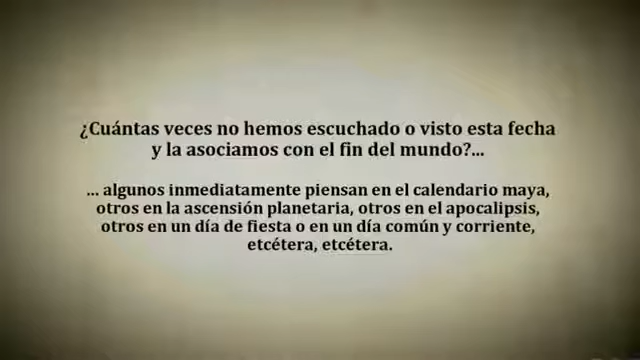 ¿Cuántas veces no hemos escuchado o visto esta fecha
y la asociamos con el fin del mundo?...
... algunos inmediatamente piensan en el calendario maya,
otros en la ascensión planetaria, otros en el apocalipsis,
otros en un día de fiesta o en un día común y corriente,
etcétera, etcétera.